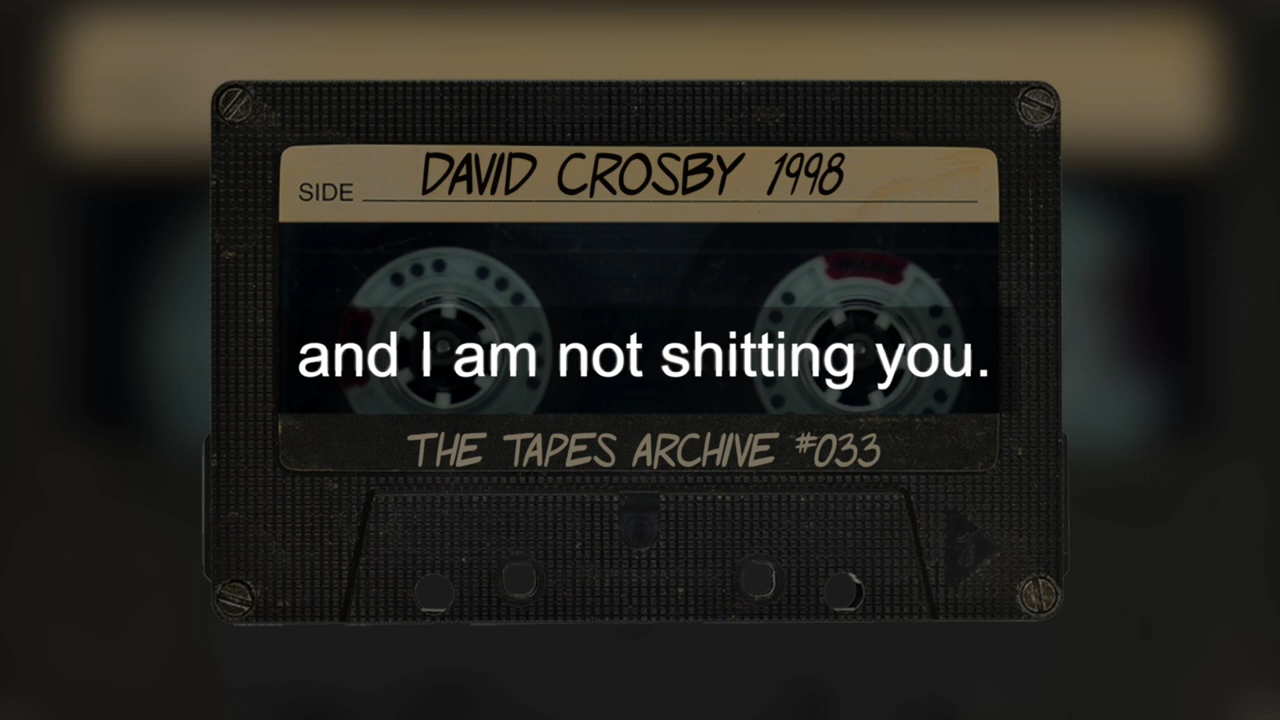 DAVID CROSBY 1998
SIDE
and I am not shitting you.
THE TAPES ARCHIVE #033